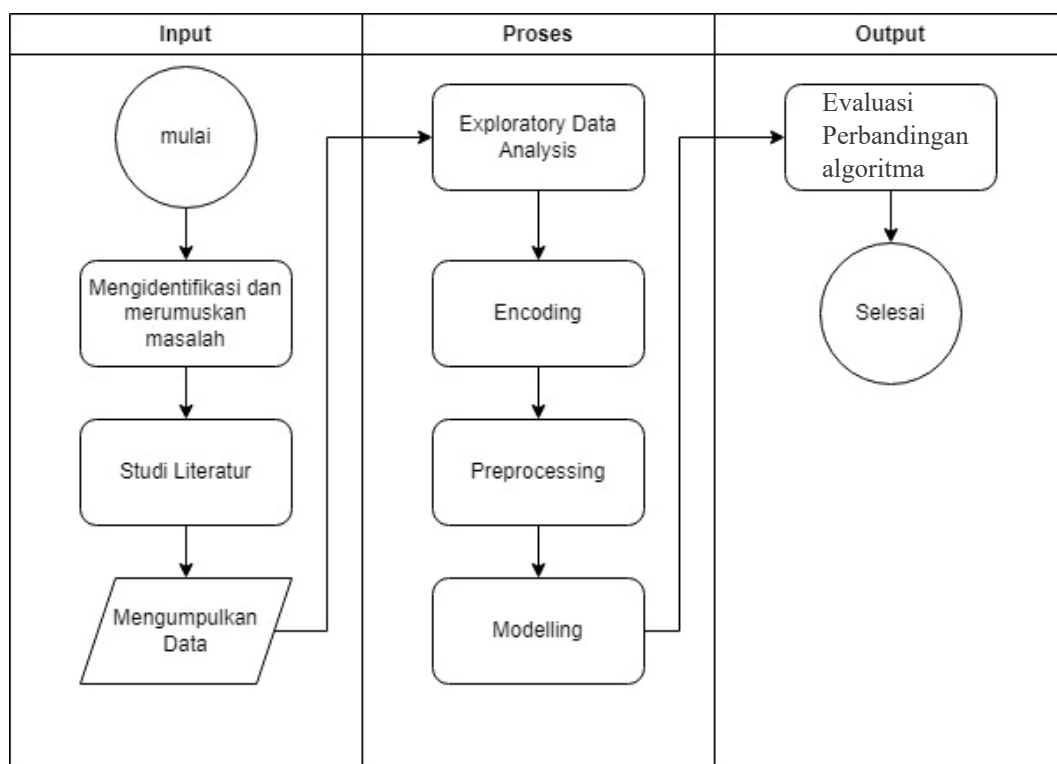 Input
mulai
Mengidentifikasi dan
merumuskan
masalah
Studi Literatur
Mengumpulkan
Data
Proses
Exploratory Data
Analysis
Encoding
Preprocessing
Modelling
Output
Evaluasi
Perbandingan
algoritma
Selesai